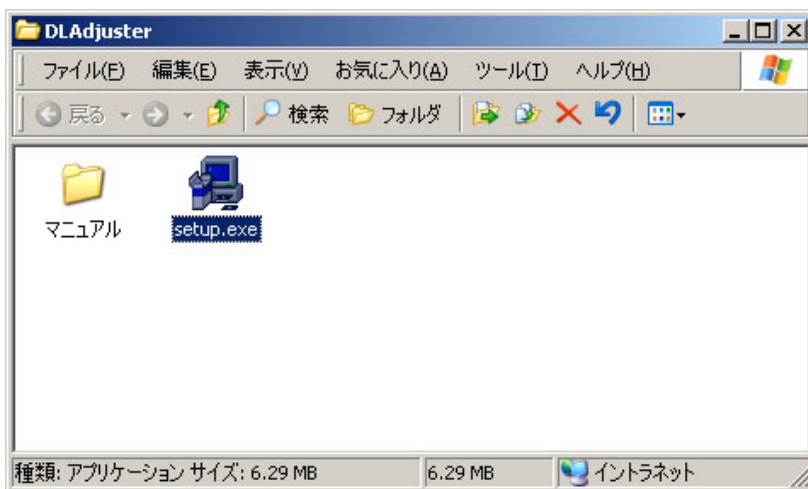 DLAdjuster
ファイル(F) 編集(E) 表示(V) お気に入り(A) ツール(T) ヘルプ(H)
戻る 検索 フォルダ
マニュアル setup.exe
種類: アプリケーション サイズ: 6.29 MB 6.29 MB イントラネット